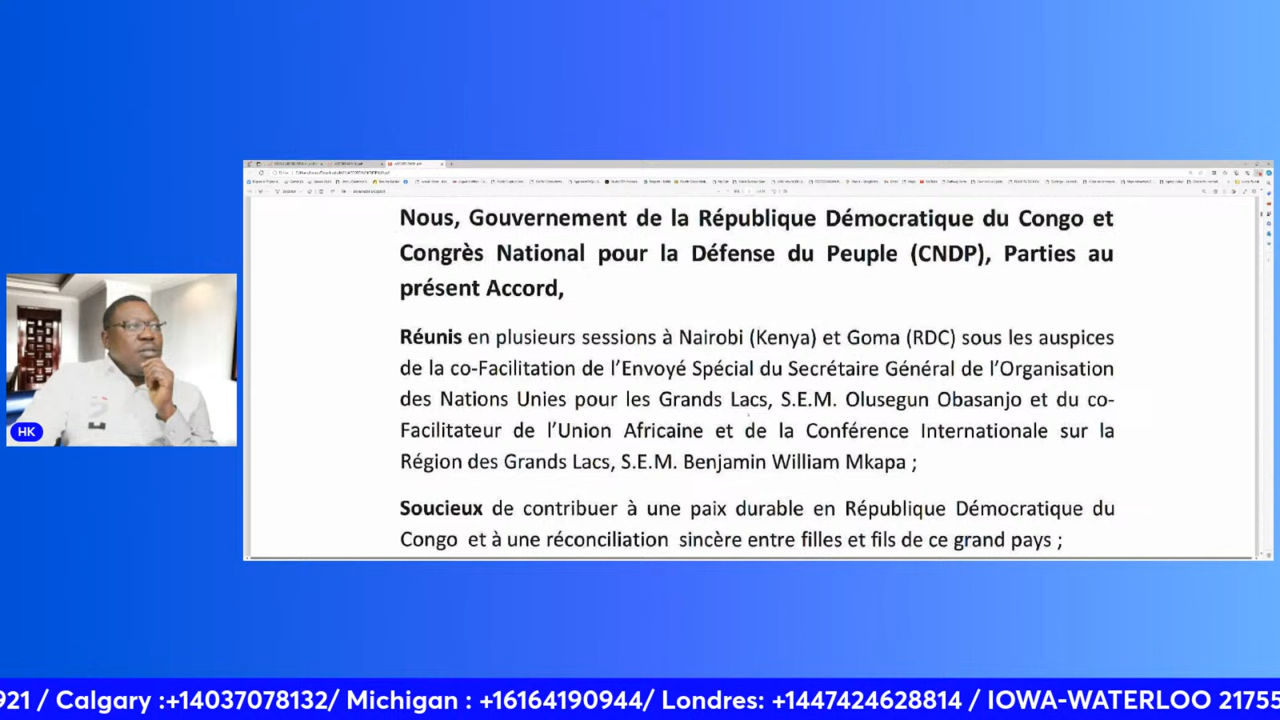 Nous, Gouvernement de la République Démocratique du Congo et
Congrès National pour la Défense du Peuple (CNDP), Parties au
présent Accord,
Réunis en plusieurs sessions à Nairobi (Kenya) et Goma (RDC) sous les auspices
de la co-Facilitation de l'Envoyé Spécial du Secrétaire Général de l'Organisation
des Nations Unies pour les Grands Lacs, S.E.M. Olusegun Obasanjo et du co-
Facilitateur de l'Union Africaine et de la Conférence Internationale sur la
Région des Grands Lacs, S.E.M. Benjamin William Mkapa ;
Soucieux de contribuer à une paix durable en République Démocratique du
Congo et à une réconciliation sincère entre filles et fils de ce grand pays ;
HK
921 / Calgary :+14037078132/ Michigan : +16164190944/ Londres: +1447424628814 / IOWA-WATERLOO 21755